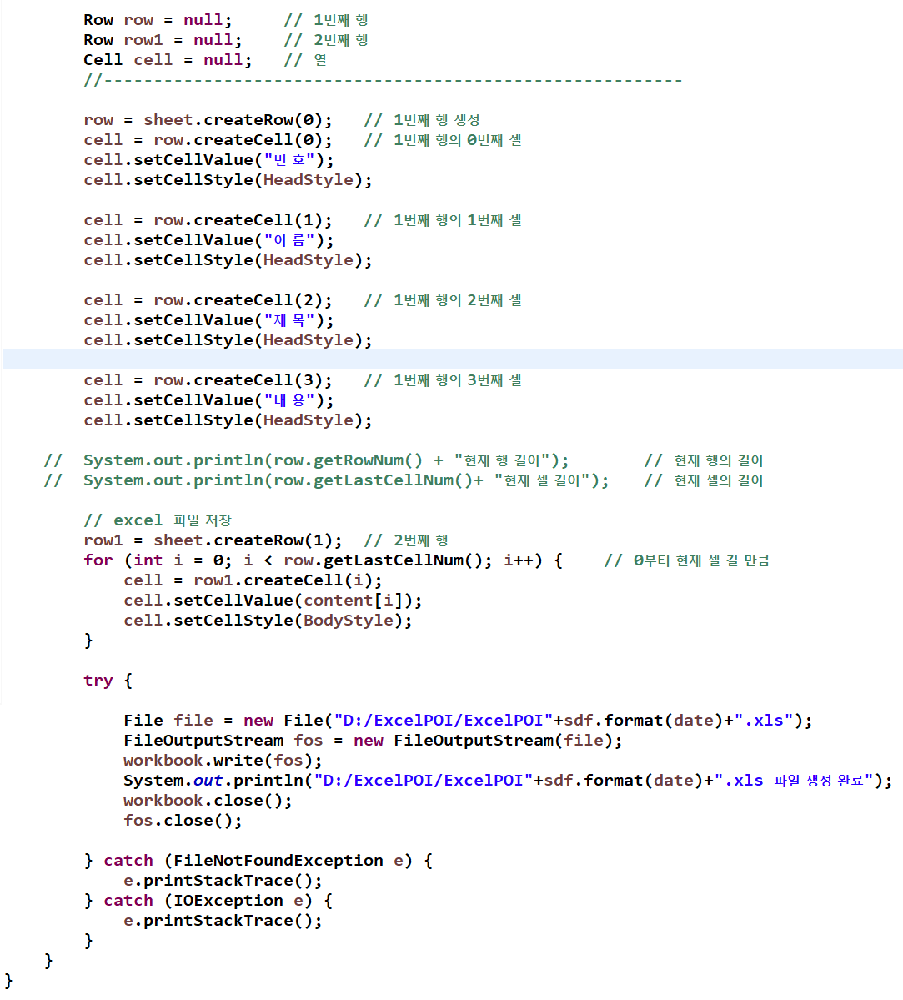 Row row = null;     // 1번째 행
Row row1 = null;    // 2번째 행
Cell cell = null;   // 열
//----------------------------------------------------------
row = sheet.createRow(0);   // 1번째 행 생성
cell = row.createCell(0);   // 1번째 행의 0번째 셀
cell.setCellValue("번 호");
cell.setCellStyle(HeadStyle);
cell = row.createCell(1);   // 1번째 행의 1번째 셀
cell.setCellValue("이 름");
cell.setCellStyle(HeadStyle);
cell = row.createCell(2);   // 1번째 행의 2번째 셀
cell.setCellValue("제 목");
cell.setCellStyle(HeadStyle);
cell = row.createCell(3);   // 1번째 행의 3번째 셀
cell.setCellValue("내 용");
cell.setCellStyle(HeadStyle);
//  System.out.println(row.getRowNum() + "현재 행 길이");       // 현재 행의 길이
//  System.out.println(row.getLastCellNum()+ "현재 셀 길이");   // 현재 셀의 길이
// excel 파일 저장
row1 = sheet.createRow(1);  // 2번째 행
for (int i = 0; i < row.getLastCellNum(); i++) {    // 0부터 현재 셀 길 만큼
cell = row1.createCell(i);
cell.setCellValue(content[i]);
cell.setCellStyle(BodyStyle);
}
try {
File file = new File("D:/ExcelPOI/ExcelPOI"+sdf.format(date)+".xls");
FileOutputStream fos = new FileOutputStream(file);
workbook.write(fos);
System.out.println("D:/ExcelPOI/ExcelPOI"+sdf.format(date)+".xls 파일 생성 완료");
workbook.close();
fos.close();
} catch (FileNotFoundException e) {
e.printStackTrace();
} catch (IOException e) {
e.printStackTrace();
}
}
}